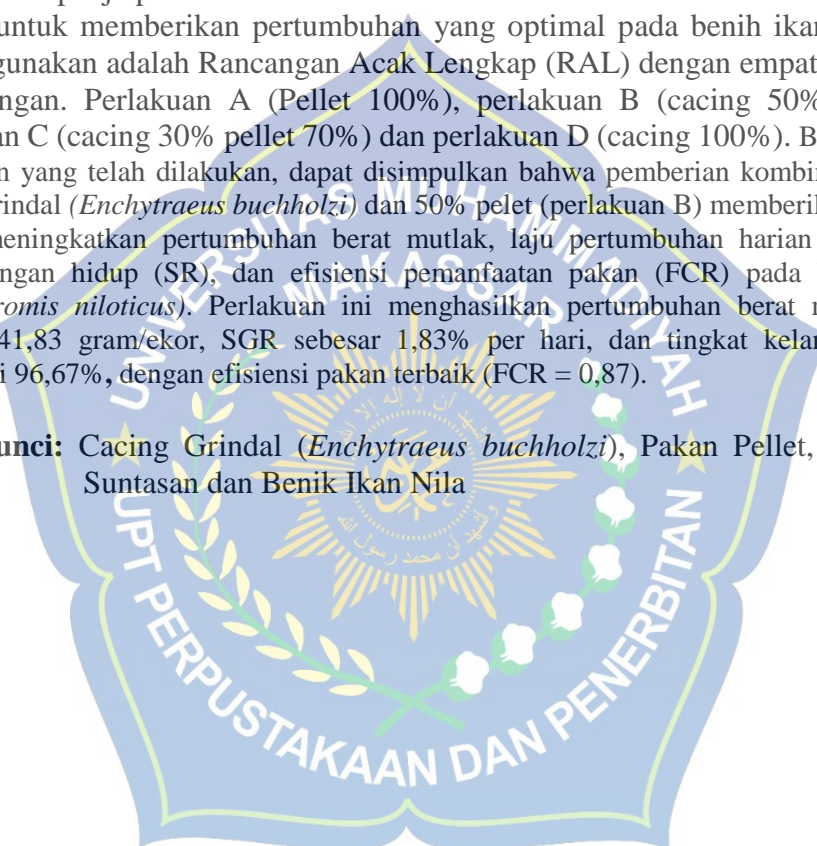 untuk memberikan pertumbuhan yang optimal pada benih ikan
gunakan adalah Rancangan Acak Lengkap (RAL) dengan empat
ngan. Perlakuan A (Pellet 100%), perlakuan B (cacing 50%
an C (cacing 30% pellet 70%) dan perlakuan D (cacing 100%). B
n yang telah dilakukan, dapat disimpulkan bahwa pemberian kombin
rindal (Enchytraeus buchholzi) dan 50% pelet (perlakuan B) memberik
meningkatkan pertumbuhan berat mutlak, laju pertumbuhan harian
ngan hidup (SR), dan efisiensi pemanfaatan pakan (FCR) pada
romis niloticus). Perlakuan ini menghasilkan pertumbuhan berat m
41,83 gram/ekor, SGR sebesar 1,83% per hari, dan tingkat kelan
i 96,67%, dengan efisiensi pakan terbaik (FCR = 0,87).
unci: Cacing Grindal (Enchytraeus buchholzi), Pakan Pellet,
Suntasan dan Benik Ikan Nila
UNIVERSITAS MUHAMMADIYAH
MAKASSAR
UPT PERPUSTAKAAN DAN PENERBITAN